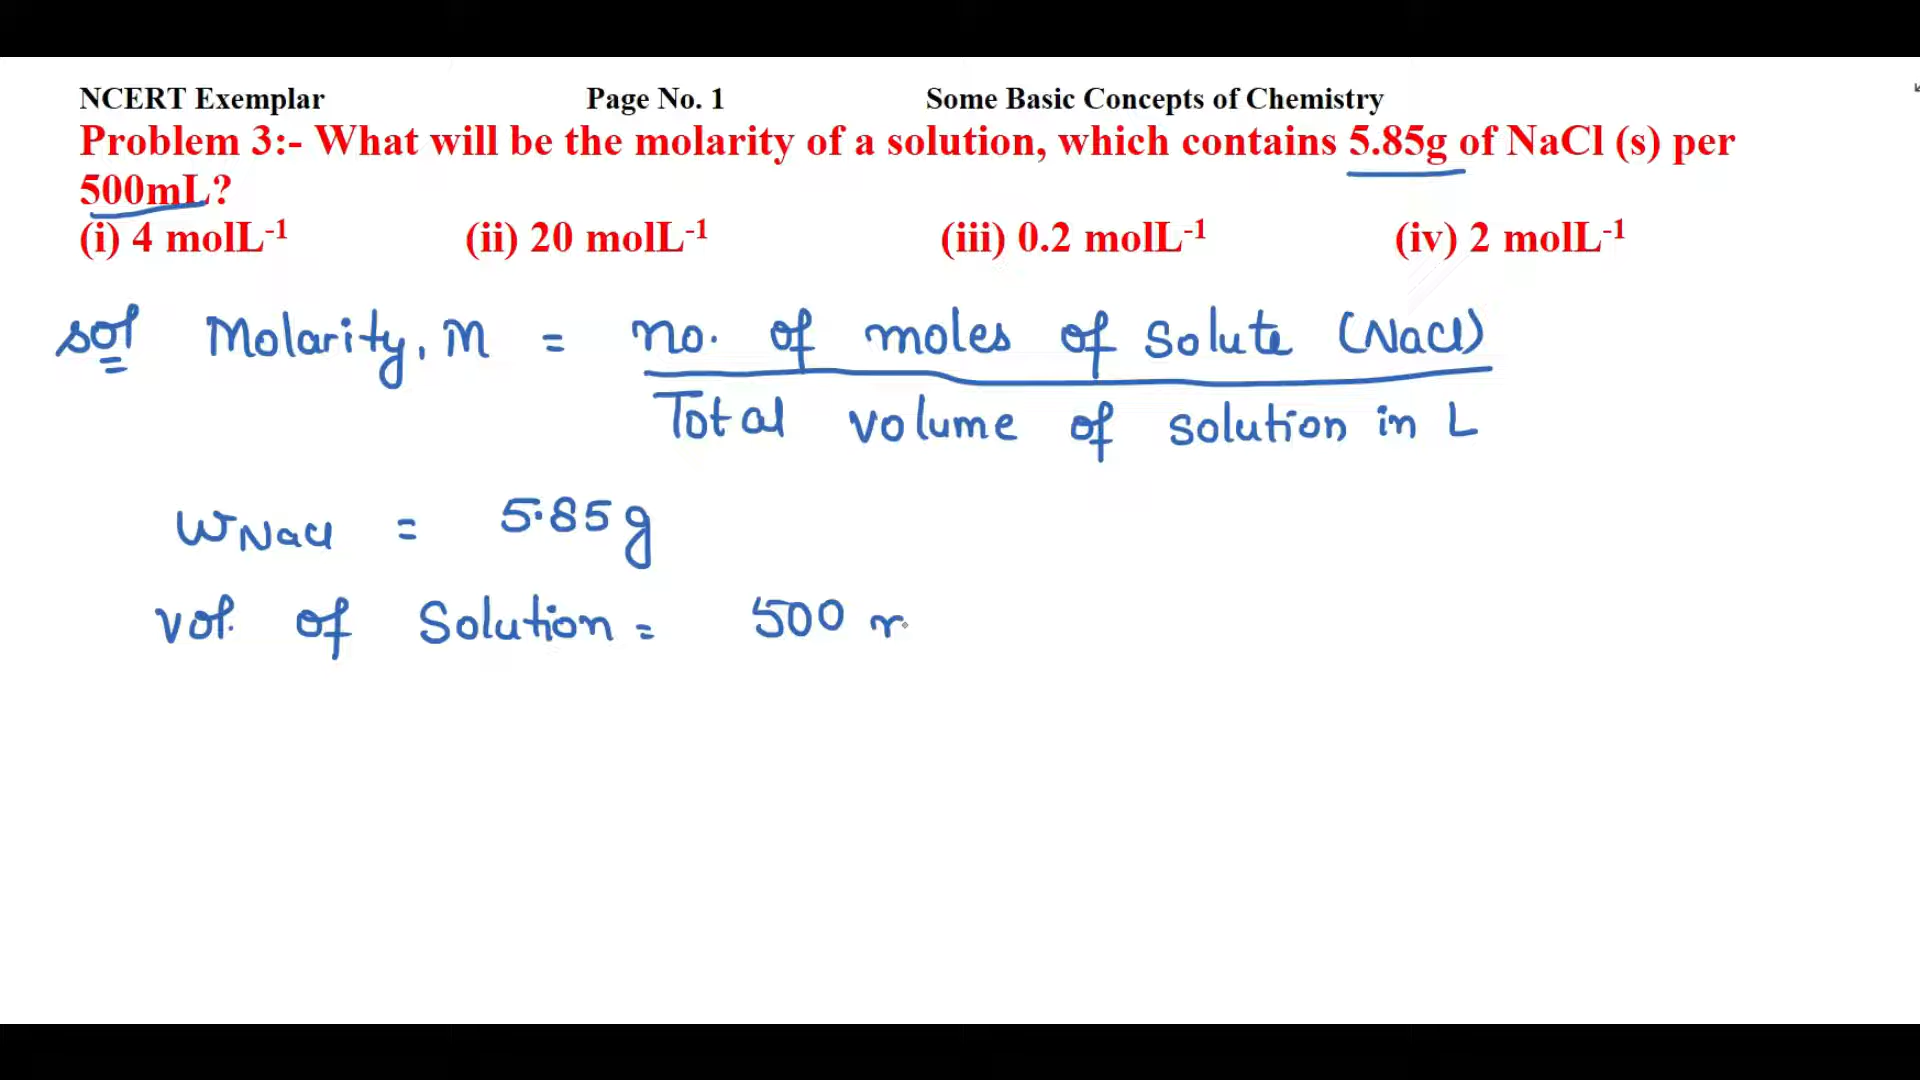 NCERT Exemplar Page No. 1 Some Basic Concepts of Chemistry
Problem 3:- What will be the molarity of a solution, which contains 5.85g of NaCl (s) per
500mL?
(i) 4 molL⁻¹ (ii) 20 molL⁻¹ (iii) 0.2 molL⁻¹ (iv) 2 molL⁻¹
sol Molarity, M = no. of moles of solute (NaCl)
Total volume of solution in L
W NaCl = 5.85 g
vol. of Solution = 500 m